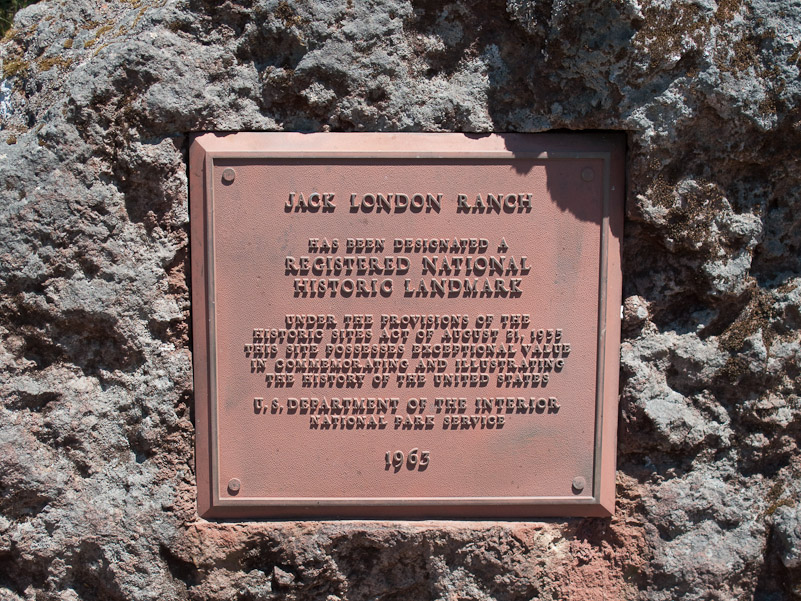 JACK LONDON RANCH
HAS BEEN DESIGNATED A
REGISTERED NATIONAL
HISTORIC LANDMARK
UNDER THE PROVISIONS OF THE
HISTORIC SITES ACT OF AUGUST 21, 1935
THIS SITE POSSESSES EXCEPTIONAL VALUE
IN COMMEMORATING AND ILLUSTRATING
THE HISTORY OF THE UNITED STATES
U. S. DEPARTMENT OF THE INTERIOR
NATIONAL PARK SERVICE
1963